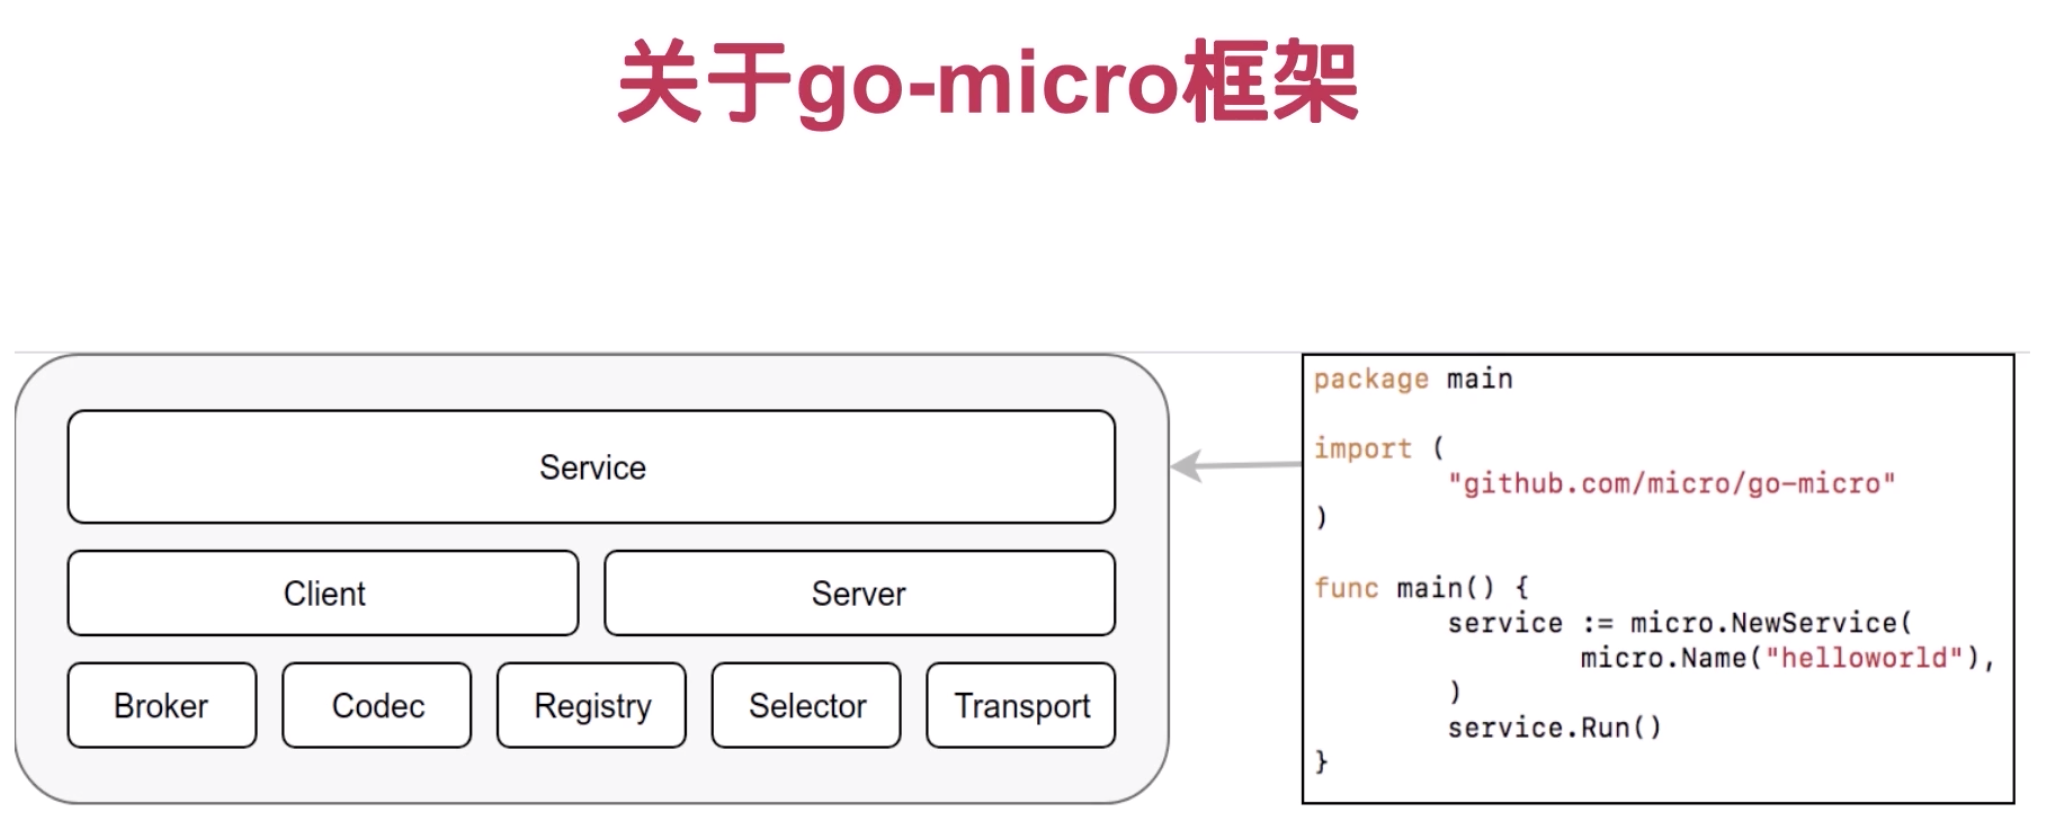 关于go-micro框架
Service
Client
Server
Broker
Codec
Registry
Selector
Transport
package main
import (
"github.com/micro/go-micro"
)
func main() {
service := micro.NewService(
micro.Name("helloworld"),
)
service.Run()
}